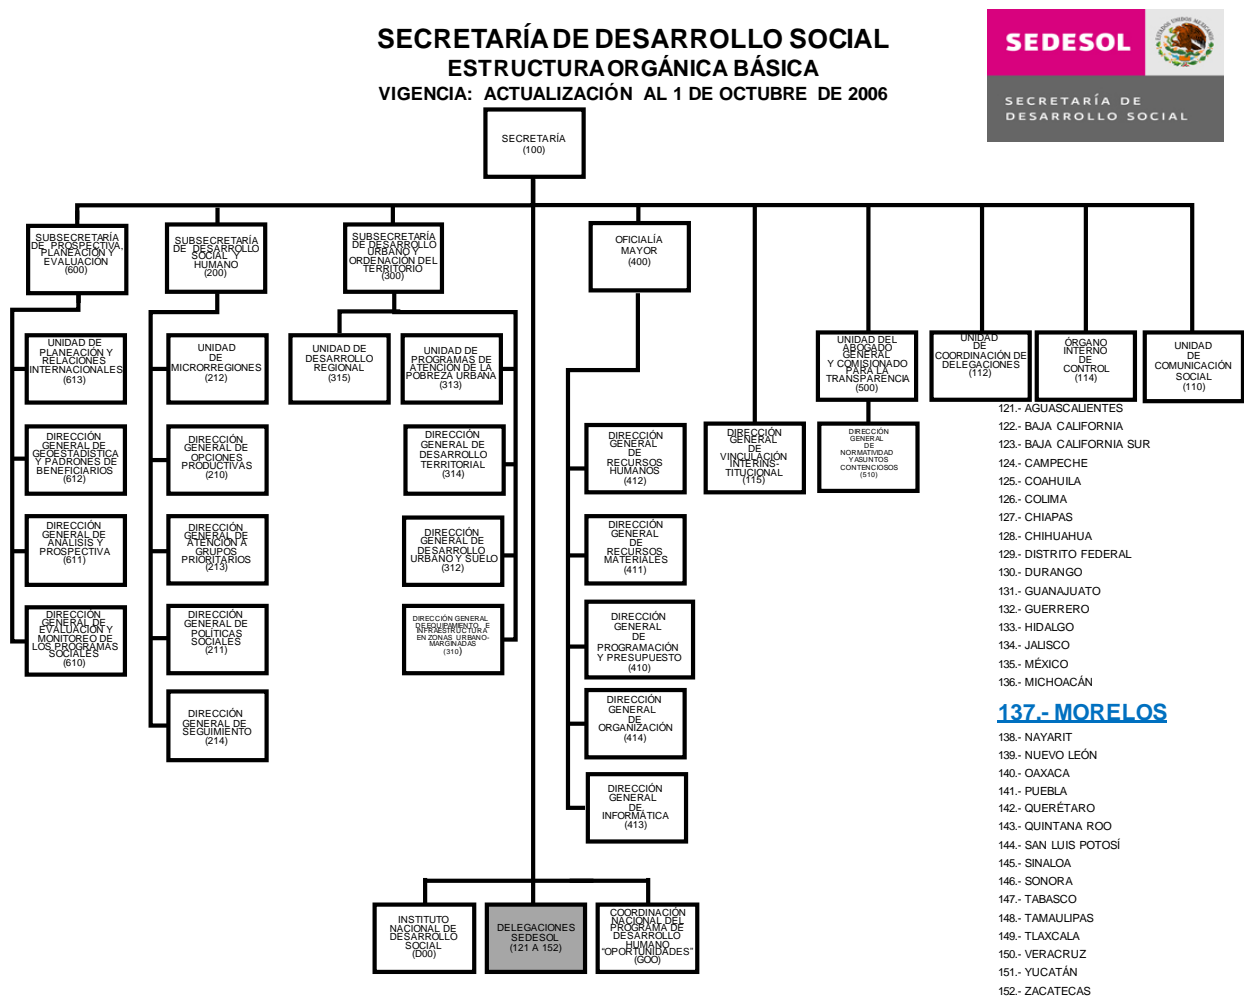 SECRETARÍA DE DESARROLLO SOCIAL
ESTRUCTURA ORGÁNICA BÁSICA
VIGENCIA: ACTUALIZACIÓN AL 1 DE OCTUBRE DE 2006
SEDESOL
ESTADOS UNIDOS MEXICANOS
SECRETARÍA DE
DESARROLLO SOCIAL
SECRETARÍA
(100)
SUBSECRETARÍA
DE PROSPECTIVA,
PLANEACIÓN Y
EVALUACIÓN
(600)
SUBSECRETARÍA
DE DESARROLLO
SOCIAL Y
HUMANO
(200)
SUBSECRETARÍA
DE DESARROLLO
URBANO Y
ORDENACIÓN DEL
TERRITORIO
(300)
OFICIALÍA
MAYOR
(400)
UNIDAD DE
PLANEACIÓN Y
RELACIONES
INTERNACIONALES
(613)
UNIDAD
DE
MICRORREGIONES
(212)
UNIDAD DE
DESARROLLO
REGIONAL
(315)
UNIDAD DE
PROGRAMAS DE
ATENCIÓN DE LA
POBREZA URBANA
(313)
UNIDAD DEL
ABOGADO
GENERAL
Y COMISIONADO
PARA LA
TRANSPARENCIA
(500)
UNIDAD
DE
COORDINACIÓN DE
DELEGACIONES
(112)
ÓRGANO
INTERNO
DE
CONTROL
(114)
UNIDAD
DE
COMUNICACIÓN
SOCIAL
(110)
DIRECCIÓN
GENERAL DE
GEOESTADÍSTICA
Y PADRONES DE
BENEFICIARIOS
(612)
DIRECCIÓN
GENERAL DE
OPCIONES
PRODUCTIVAS
(210)
DIRECCIÓN
GENERAL DE
DESARROLLO
TERRITORIAL
(314)
DIRECCIÓN
GENERAL
DE
RECURSOS
HUMANOS
(412)
DIRECCIÓN
GENERAL
DE
VINCULACIÓN
INTERINS-
TITUCIONAL
(115)
DIRECCIÓN
GENERAL
DE
NORMATIVIDAD
Y ASUNTOS
CONTENCIOSOS
(510)
DIRECCIÓN
GENERAL DE
ANÁLISIS Y
PROSPECTIVA
(611)
DIRECCIÓN
GENERAL DE
ATENCIÓN A
GRUPOS
PRIORITARIOS
(213)
DIRECCIÓN
GENERAL DE
DESARROLLO
URBANO Y SUELO
(312)
DIRECCIÓN
GENERAL
DE
RECURSOS
MATERIALES
(411)
DIRECCIÓN
GENERAL DE
EVALUACIÓN Y
MONITOREO DE
LOS PROGRAMAS
SOCIALES
(610)
DIRECCIÓN
GENERAL DE
POLÍTICAS
SOCIALES
(211)
DIRECCIÓN GENERAL
DE EQUIPAMIENTO E
INFRAESTRUCTURA
EN ZONAS URBANO-
MARGINADAS
(310)
DIRECCIÓN
GENERAL
DE
PROGRAMACIÓN
Y PRESUPUESTO
(410)
DIRECCIÓN
GENERAL DE
SEGUIMIENTO
(214)
DIRECCIÓN
GENERAL
DE
ORGANIZACIÓN
(414)
DIRECCIÓN
GENERAL
DE
INFORMÁTICA
(413)
INSTITUTO
NACIONAL DE
DESARROLLO
SOCIAL
(D00)
DELEGACIONES
SEDESOL
(121 A 152)
COORDINACIÓN
NACIONAL DEL
PROGRAMA DE
DESARROLLO
HUMANO
"OPORTUNIDADES"
(GOO)
121.- AGUASCALIENTES
122.- BAJA CALIFORNIA
123.- BAJA CALIFORNIA SUR
124.- CAMPECHE
125.- COAHUILA
126.- COLIMA
127.- CHIAPAS
128.- CHIHUAHUA
129.- DISTRITO FEDERAL
130.- DURANGO
131.- GUANAJUATO
132.- GUERRERO
133.- HIDALGO
134.- JALISCO
135.- MÉXICO
136.- MICHOACÁN
137.- MORELOS
138.- NAYARIT
139.- NUEVO LEÓN
140.- OAXACA
141.- PUEBLA
142.- QUERÉTARO
143.- QUINTANA ROO
144.- SAN LUIS POTOSÍ
145.- SINALOA
146.- SONORA
147.- TABASCO
148.- TAMAULIPAS
149.- TLAXCALA
150.- VERACRUZ
151.- YUCATÁN
152.- ZACATECAS